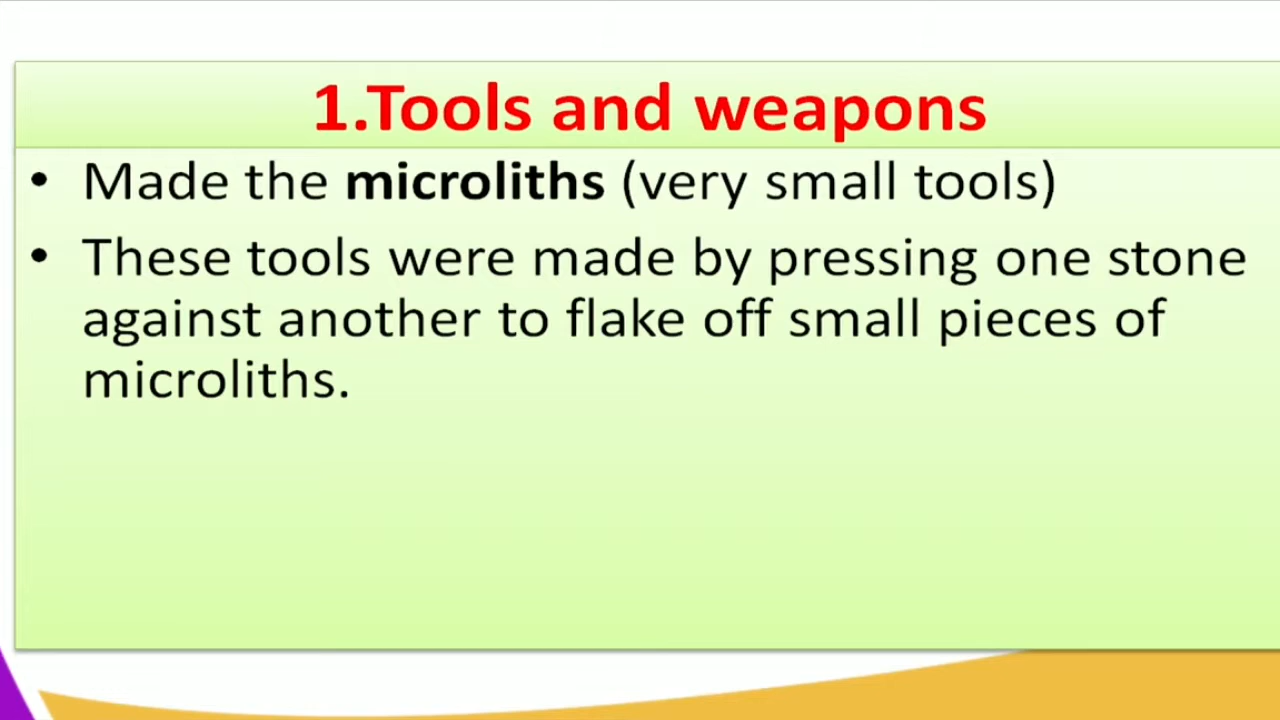 1.Tools and weapons
• Made the microliths (very small tools)
• These tools were made by pressing one stone
against another to flake off small pieces of
microliths.